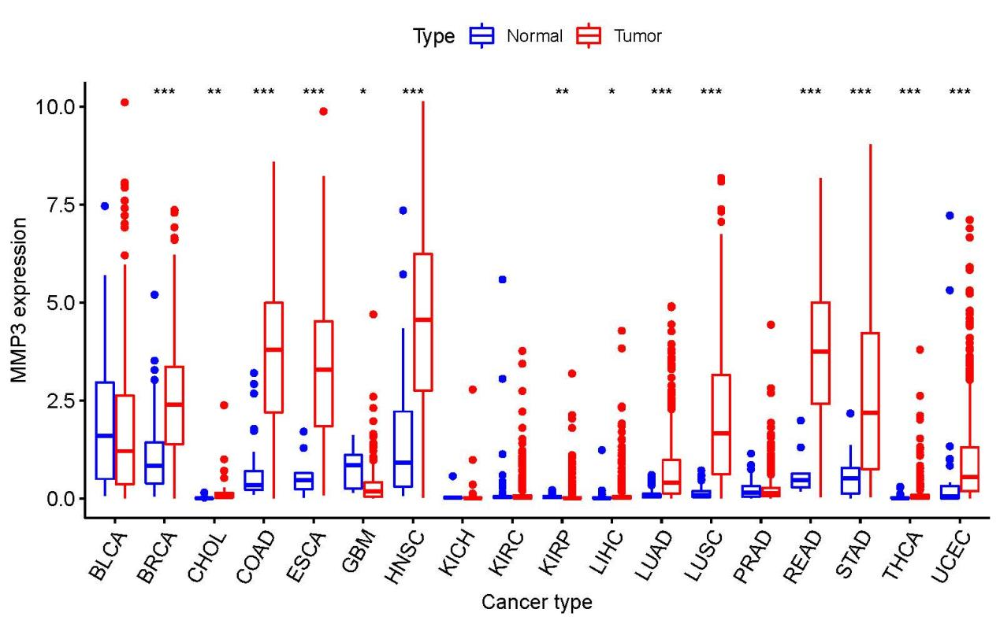 Type Normal Tumor
*** ** *** *** * *** ** * *** *** *** *** *** ***
10.0
7.5
5.0
2.5
0.0
MMP3 expression
BLCA BRCA CHOL COAD ESCA GBM HNSC KICH KIRC KIRP LIHC LUAD LUSC PRAD READ STAD THCA UCEC
Cancer type